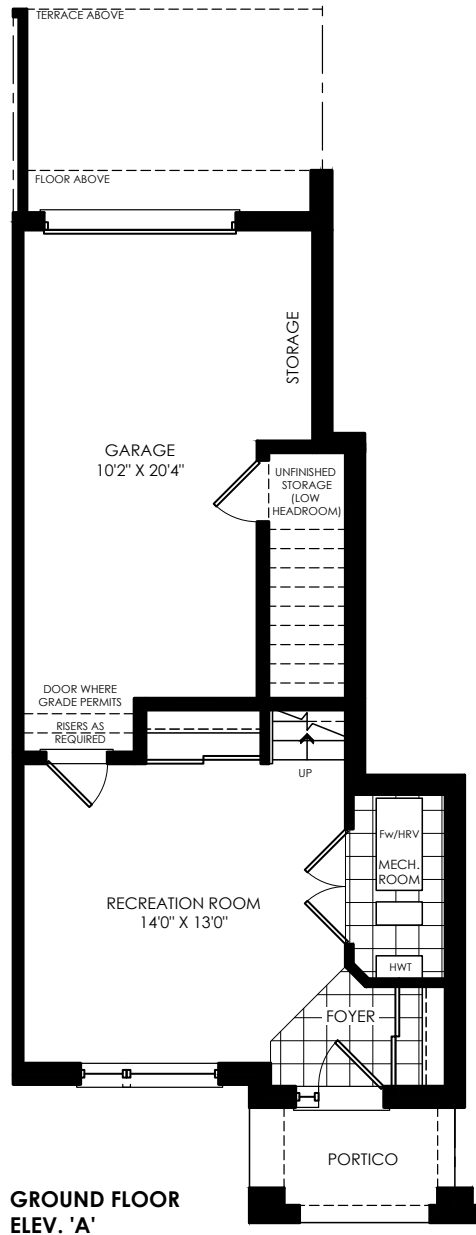 TERRACE ABOVE
FLOOR ABOVE
STORAGE
GARAGE
10'2" X 20'4"
UNFINISHED
STORAGE
(LOW
HEADROOM)
DOOR WHERE
GRADE PERMITS
RISERS AS
REQUIRED
UP
Fw/HRV
MECH.
ROOM
RECREATION ROOM
14'0" X 13'0"
HWT
FOYER
PORTICO
GROUND FLOOR
ELEV. 'A'